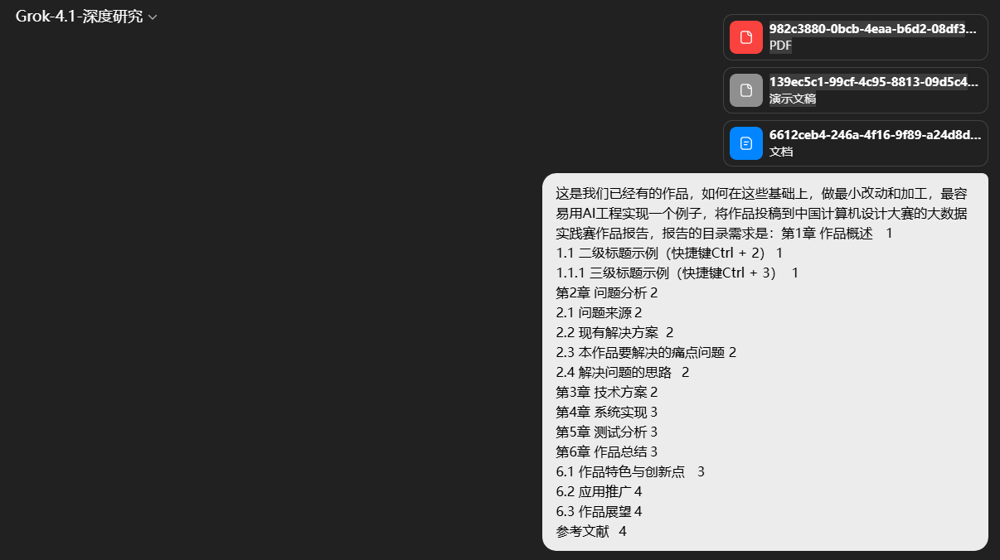 Grok-4.1-深度研究
982c3880-0bcb-4eaa-b6d2-08df3...
PDF
139ec5c1-99cf-4c95-8813-09d5c4...
演示文稿
6612ceb4-246a-4f16-9f89-a24d8d...
文档
这是我们已经有的作品，如何在这些基础上，做最小改动和加工，最容
易用AI工程实现一个例子，将作品投稿到中国计算机设计大赛的大数据
实践赛作品报告，报告的目录需求是：第1章 作品概述 1
1.1 二级标题示例（快捷键Ctrl + 2） 1
1.1.1 三级标题示例（快捷键Ctrl + 3） 1
第2章 问题分析 2
2.1 问题来源 2
2.2 现有解决方案 2
2.3 本作品要解决的痛点问题 2
2.4 解决问题的思路 2
第3章 技术方案 2
第4章 系统实现 3
第5章 测试分析 3
第6章 作品总结 3
6.1 作品特色与创新点 3
6.2 应用推广 4
6.3 作品展望 4
参考文献 4